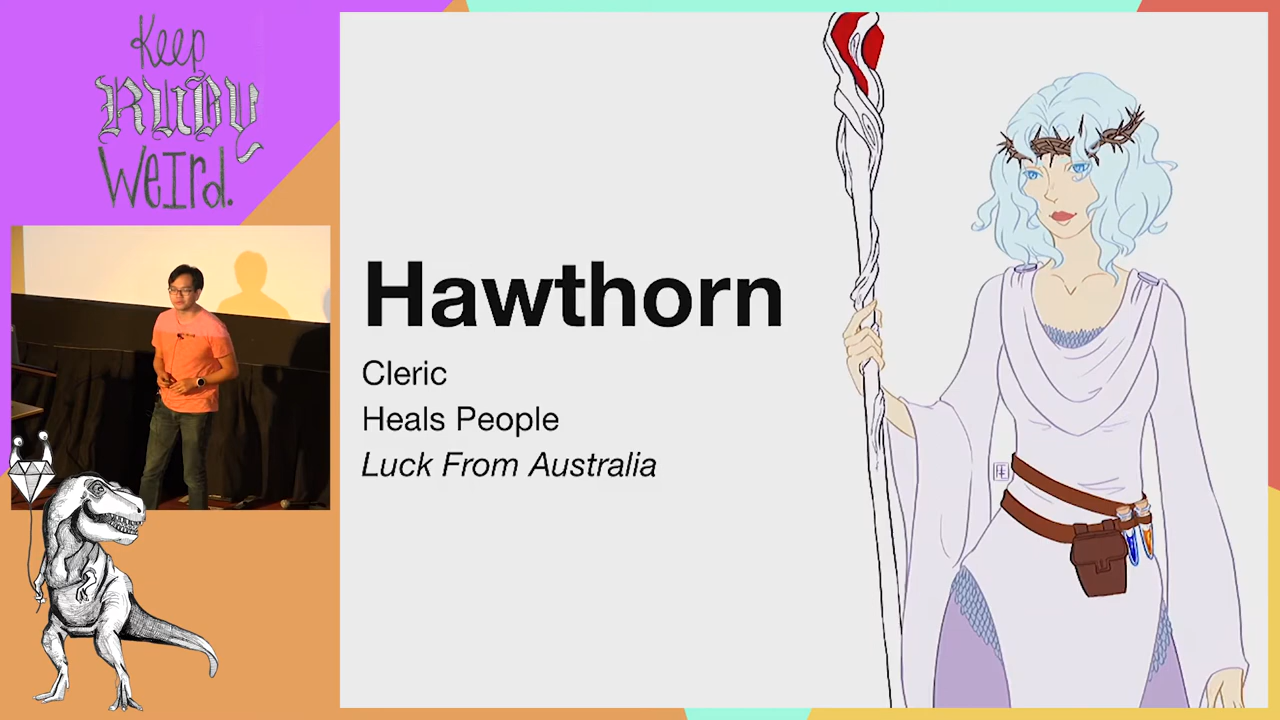 Keep
RUBY
WeIrd.
Hawthorn
Cleric
Heals People
Luck From Australia